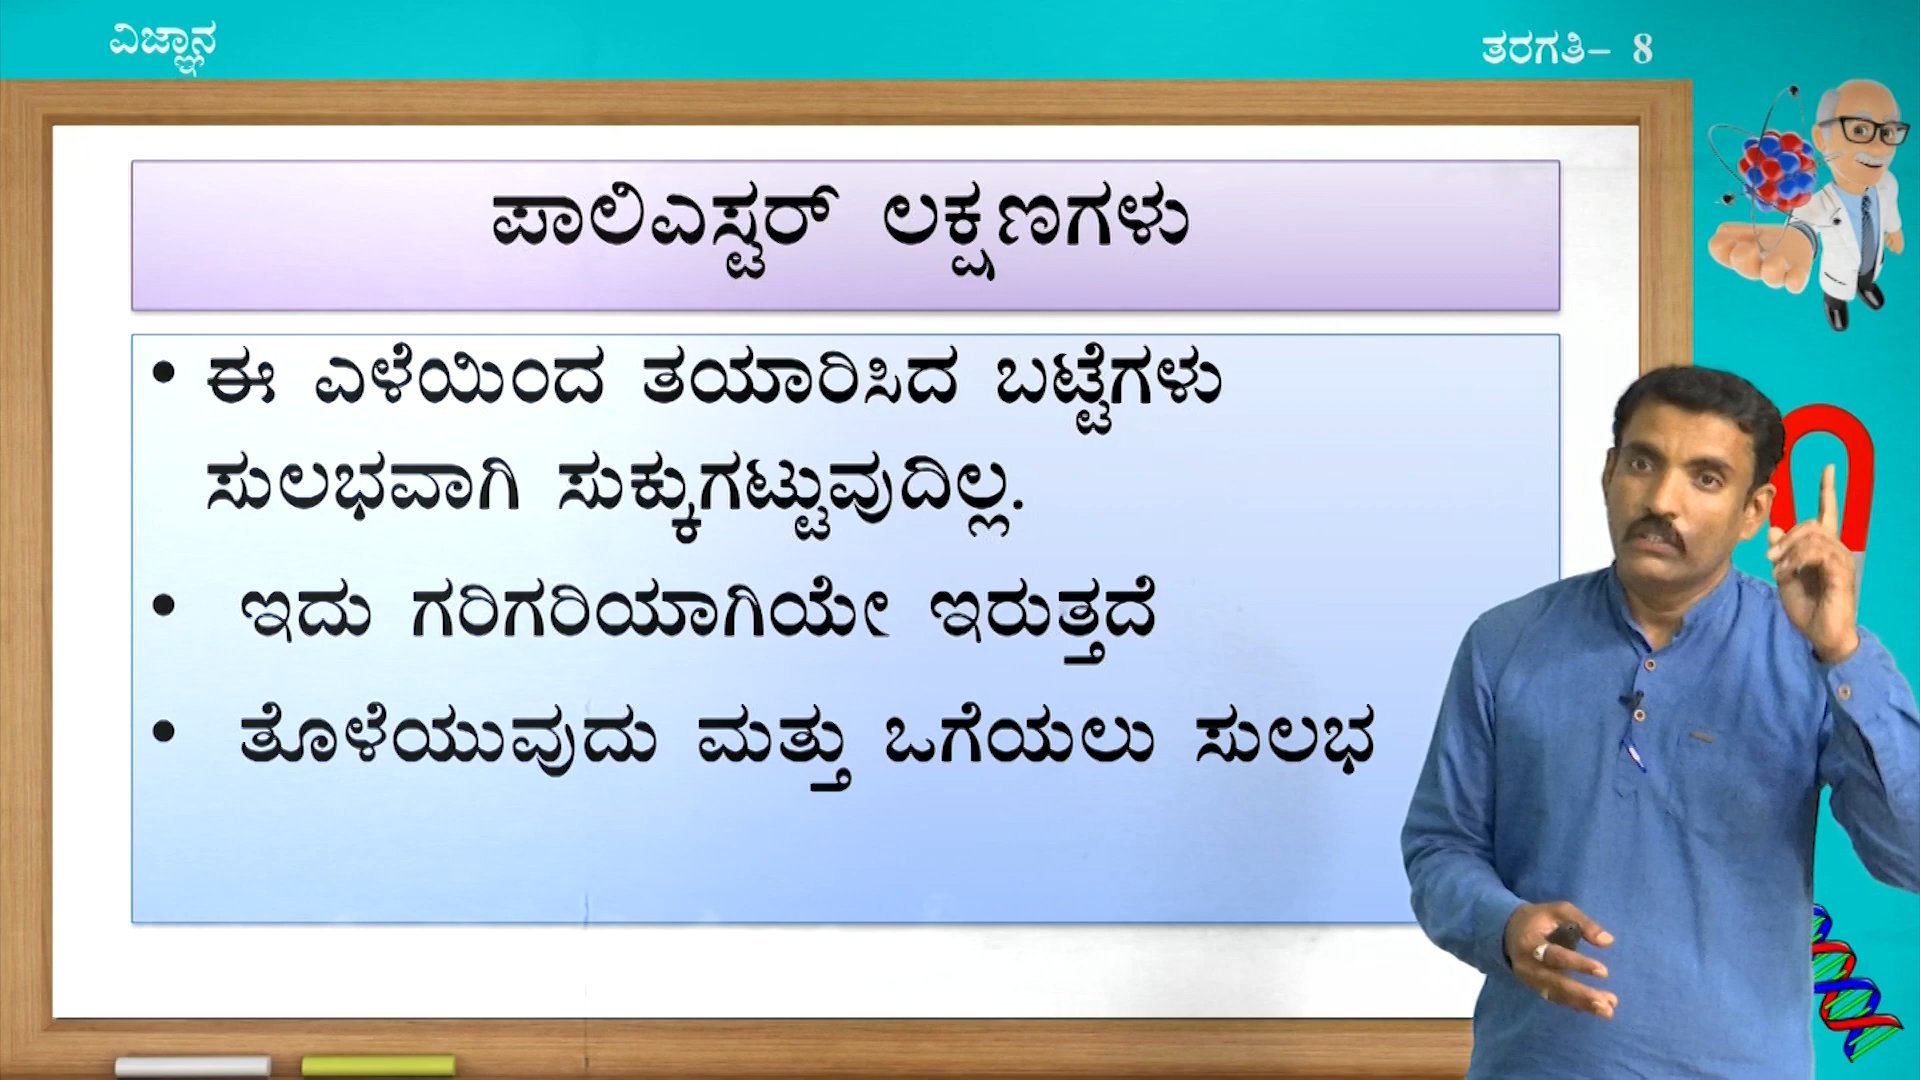 ವಿಜ್ಞಾನ
ತರಗತಿ– 8
ಪಾಲಿಎಸ್ಟರ್ ಲಕ್ಷಣಗಳು
• ಈ ಎಳೆಯಿಂದ ತಯಾರಿಸಿದ ಬಟ್ಟೆಗಳು
ಸುಲಭವಾಗಿ ಸುಕ್ಕುಗಟ್ಟುವುದಿಲ್ಲ.
• ಇದು ಗರಿಗರಿಯಾಗಿಯೇ ಇರುತ್ತದೆ
• ತೊಳೆಯುವುದು ಮತ್ತು ಒಗೆಯಲು ಸುಲಭ